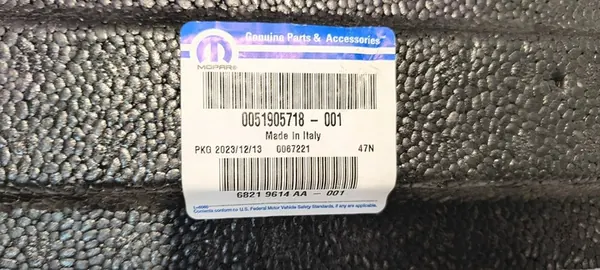 Genuine Parts & Accessories
MOPAR®
0051905718 - 001
Made In Italy
PKG 2023/12/13 0067221 47N
6821 9614 AA - 001
Contents conform to U.S. Federal Motor Vehicle Safety Standards, if any are applicable.